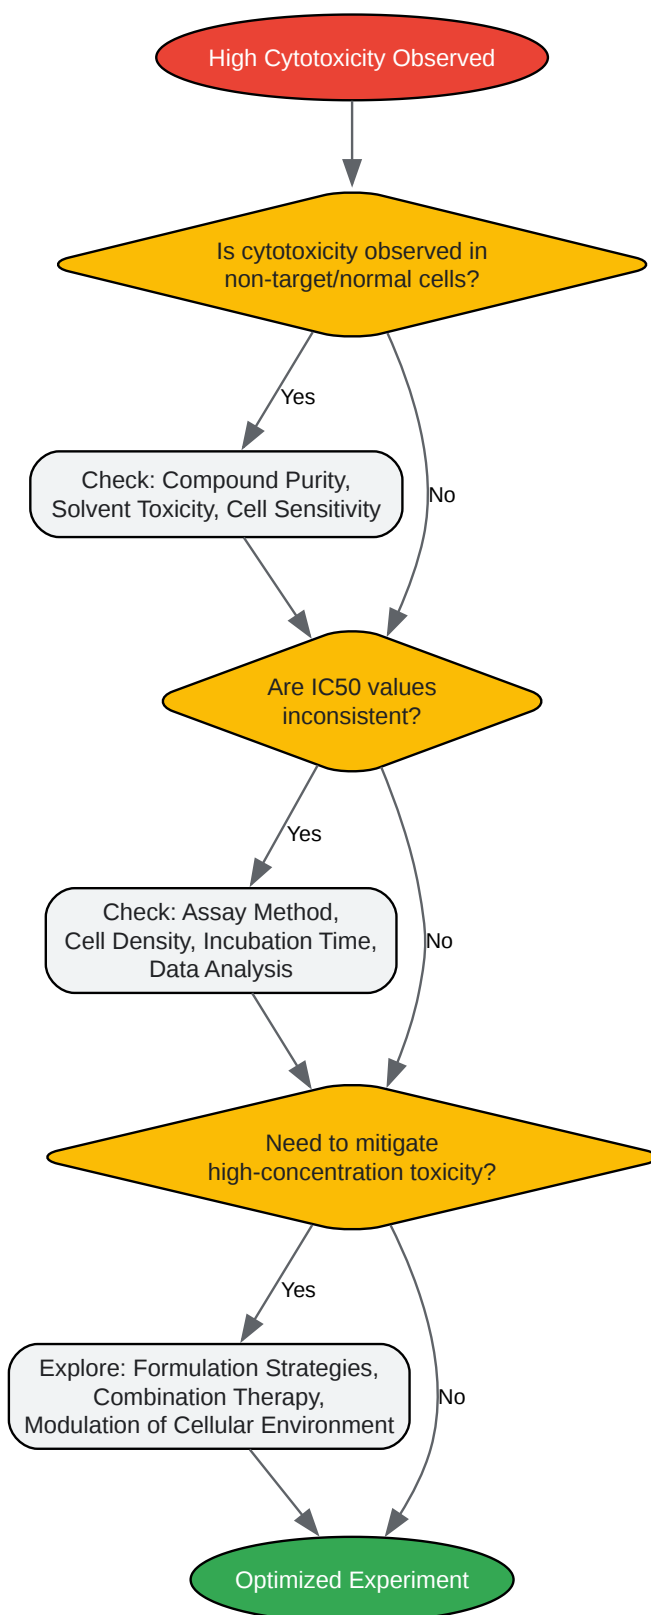 High Cytotoxicity Observed
Is cytotoxicity observed in
non-target/normal cells?
Yes
Check: Compound Purity,
Solvent Toxicity, Cell Sensitivity
No
Are IC50 values
inconsistent?
Yes
Check: Assay Method,
Cell Density, Incubation Time,
Data Analysis
No
Need to mitigate
high-concentration toxicity?
Yes
Explore: Formulation Strategies,
Combination Therapy,
Modulation of Cellular Environment
No
Optimized Experiment